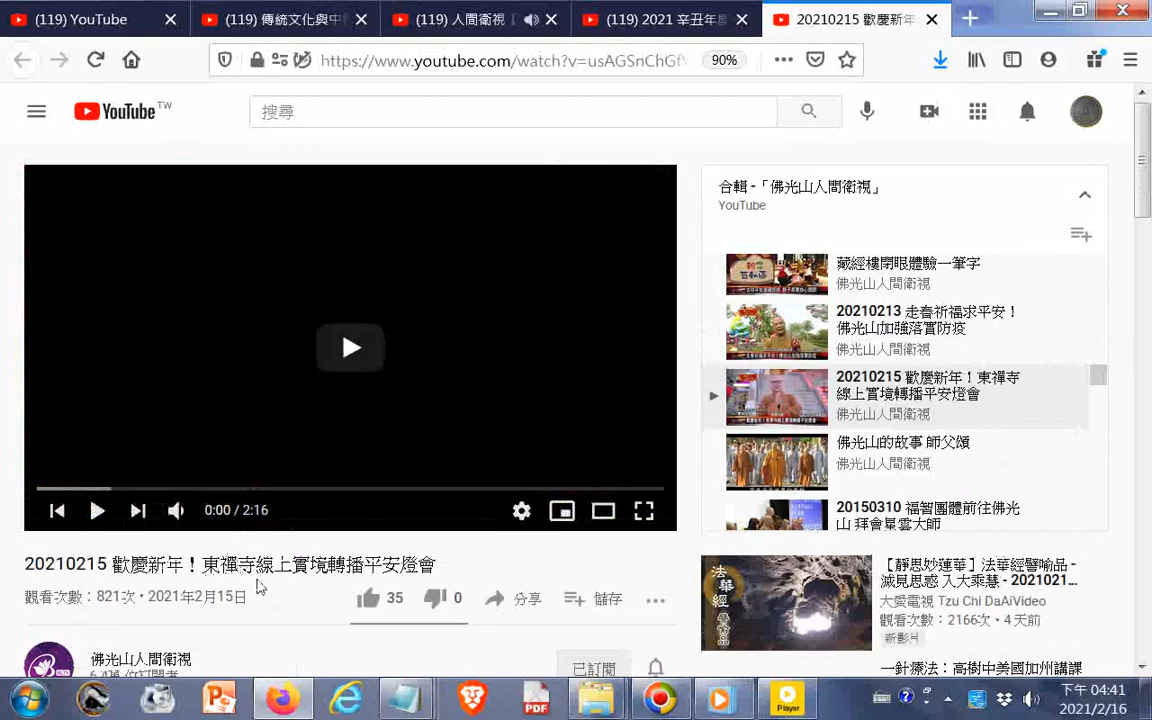 (119) YouTube
(119) 傳統文化與中
(119) 人間衛視
(119) 2021 辛丑年
20210215 歡慶新年
https://www.youtube.com/watch?v=usAGSnChGf
90%
YouTube TW
搜尋
合輯 -「佛光山人間衛視」
YouTube
藏經樓閉眼體驗一筆字
佛光山人間衛視
20210213 走春祈福求平安！
佛光山加強落實防疫
佛光山人間衛視
20210215 歡慶新年！東禪寺
線上實境轉播平安燈會
佛光山人間衛視
佛光山的故事 師父頌
佛光山人間衛視
20150310 福智團體前往佛光
山 拜會星雲大師
0:00 / 2:16
20210215 歡慶新年！東禪寺線上實境轉播平安燈會
觀看次數：821次 • 2021年2月15日
35
0
分享
儲存
佛光山人間衛視
已訂閱
法華經
【靜思妙蓮華】法華經譬喻品 -
滅見思惑 入大乘慧 - 2021021...
大愛電視 Tzu Chi DaAiVideo
觀看次數：2166次 • 4 天前
新影片
一針療法：高樹中美國加州講課
PDF
Player
下午 04:41
2021/2/16